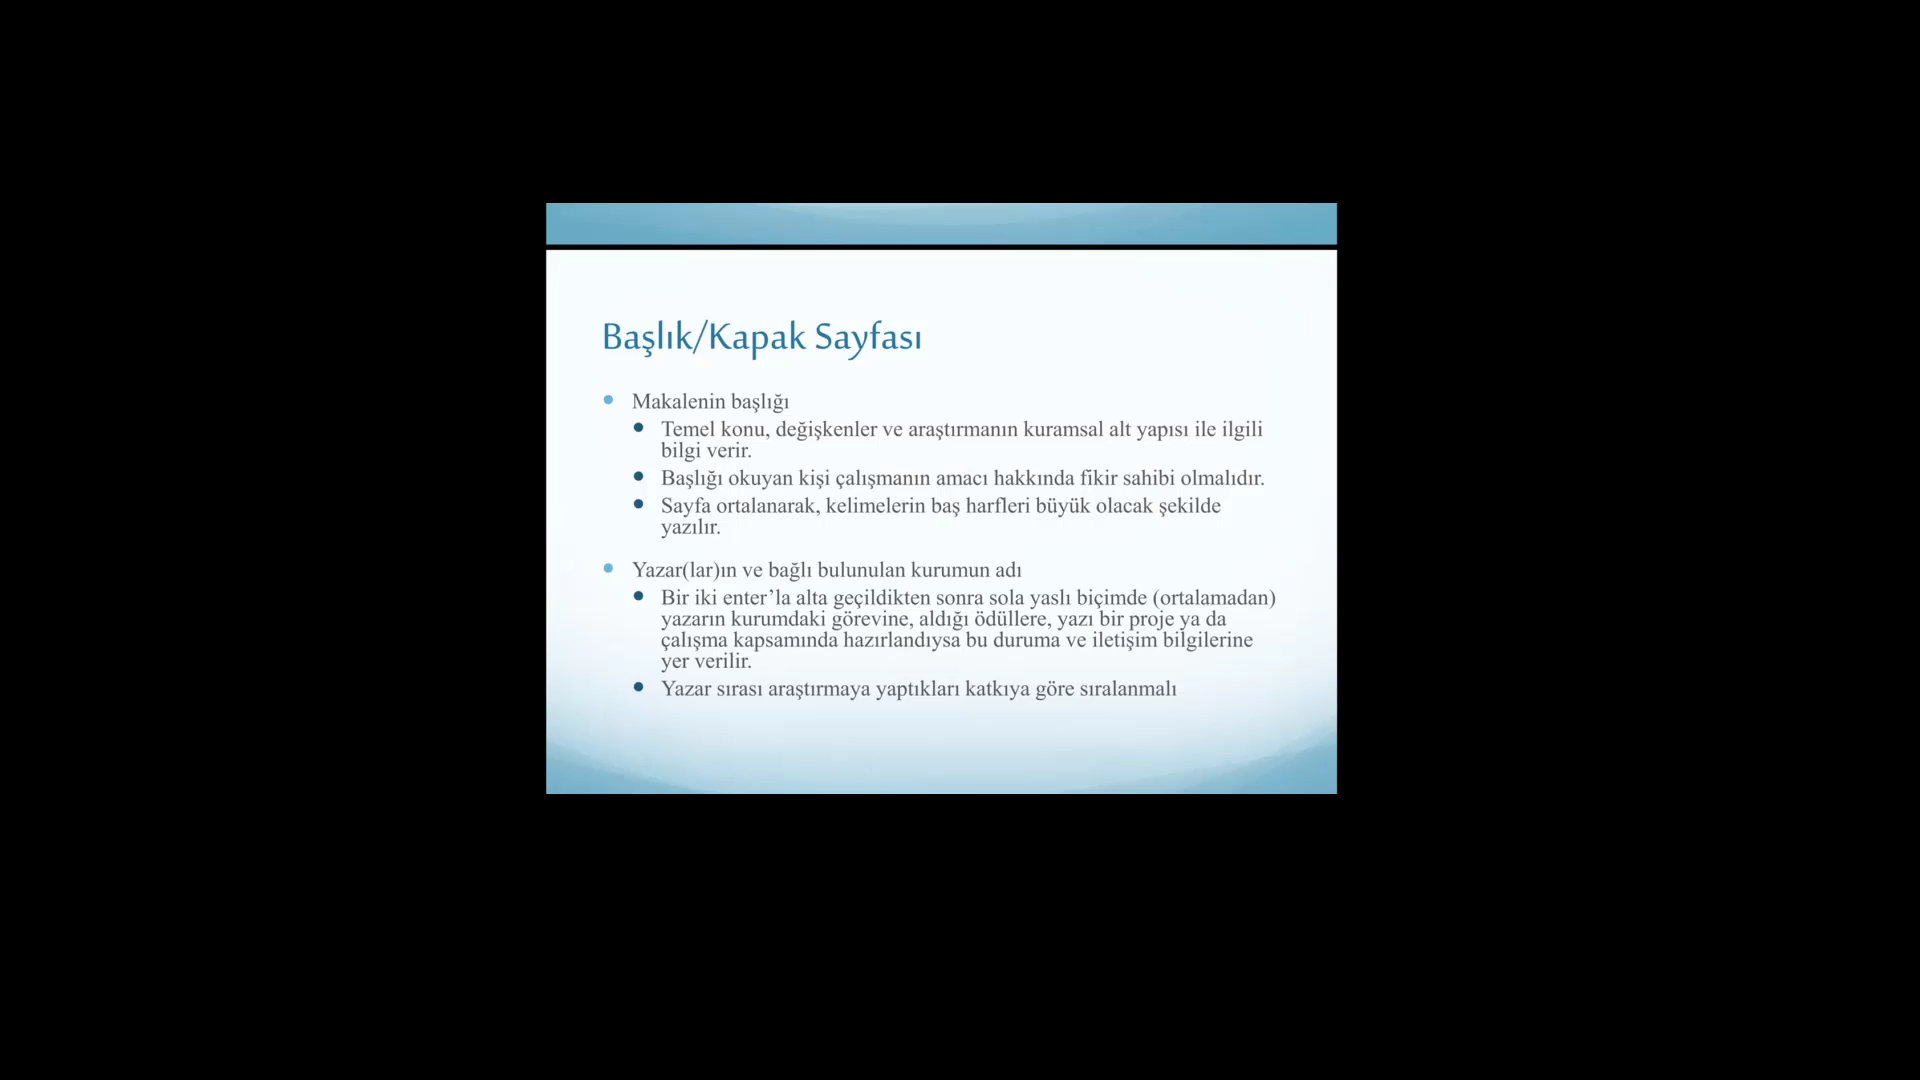 Başlık/Kapak Sayfası
Makalenin başlığı
Temel konu, değişkenler ve araştırmanın kuramsal alt yapısı ile ilgili
bilgi verir.
Başlığı okuyan kişi çalışmanın amacı hakkında fikir sahibi olmalıdır.
Sayfa ortalanarak, kelimelerin baş harfleri büyük olacak şekilde
yazılır.
Yazar(lar)ın ve bağlı bulunulan kurumun adı
Bir iki enter’la alta geçildikten sonra sola yaslı biçimde (ortalamadan)
yazarın kurumdaki görevine, aldığı ödüllere, yazı bir proje ya da
çalışma kapsamında hazırlandıysa bu duruma ve iletişim bilgilerine
yer verilir.
Yazar sırası araştırmaya yaptıkları katkıya göre sıralanmalı